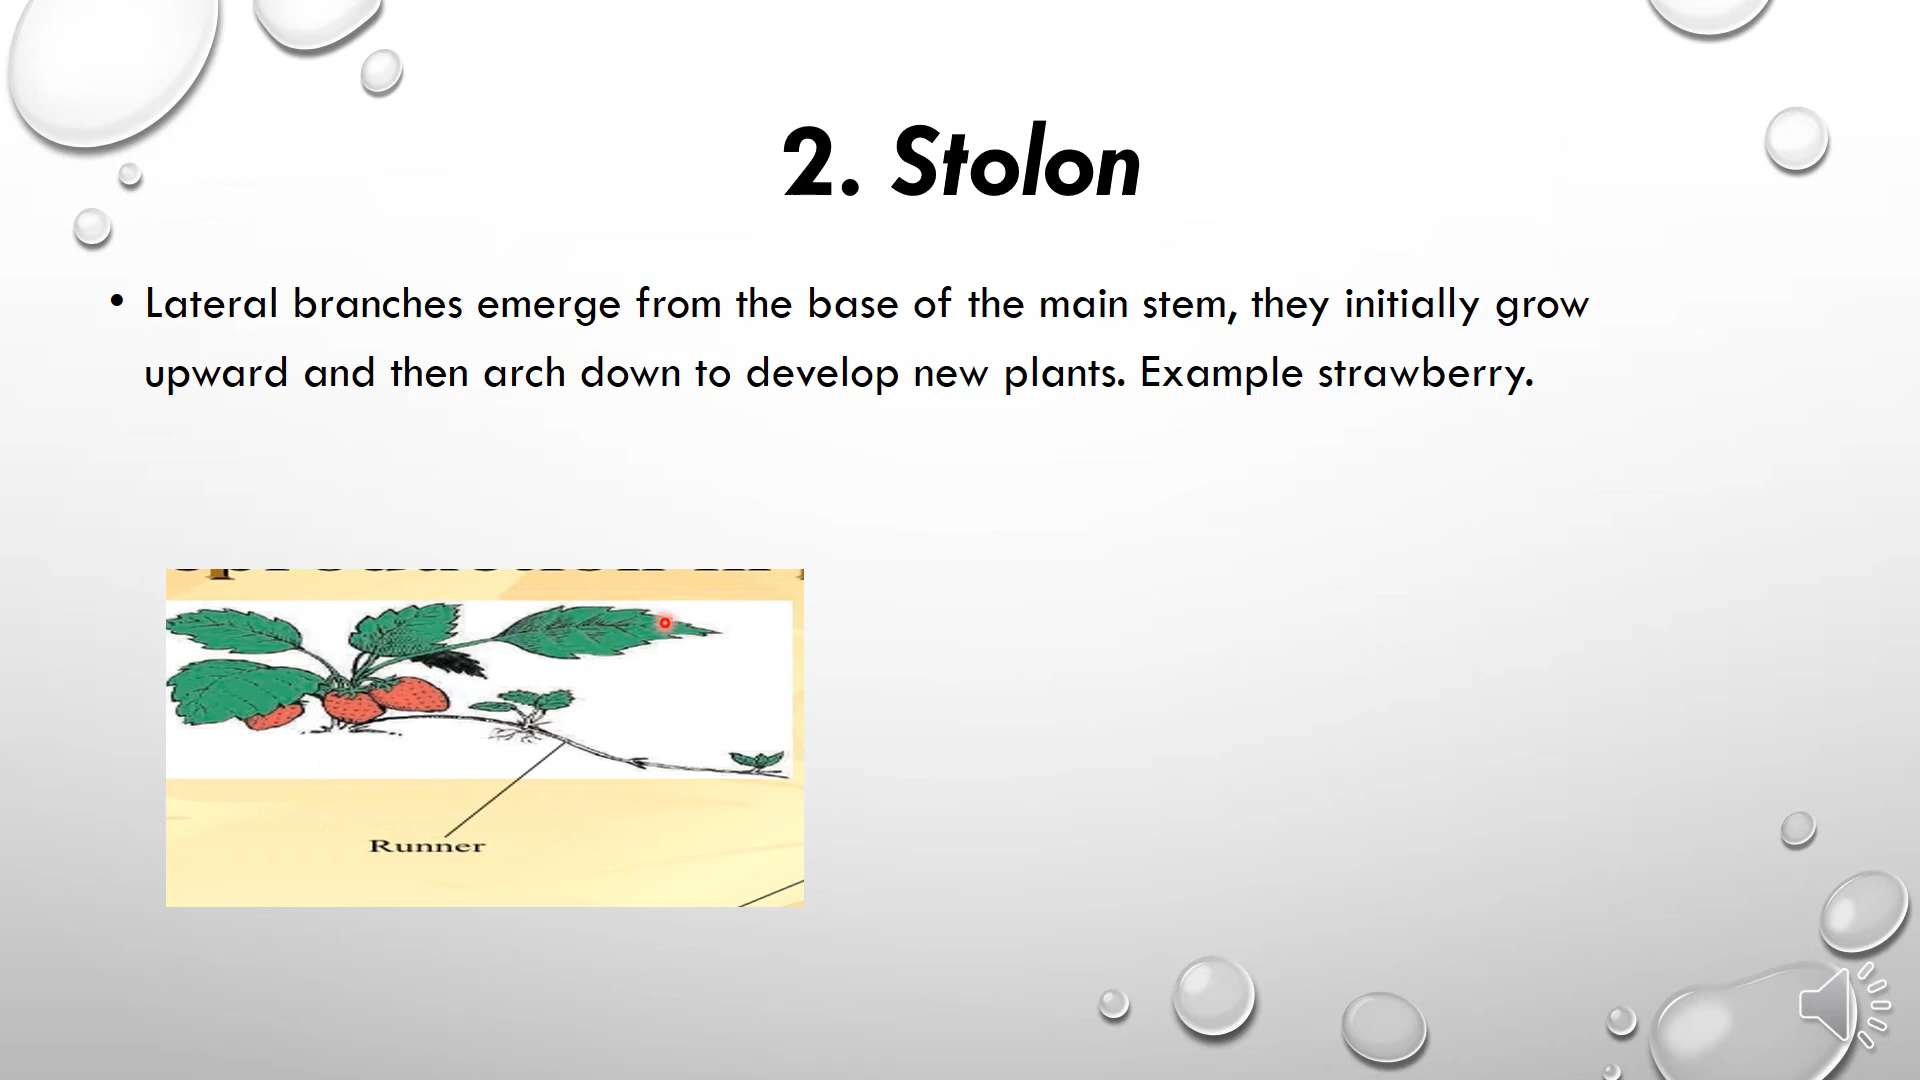 2. Stolon
• Lateral branches emerge from the base of the main stem, they initially grow
upward and then arch down to develop new plants. Example strawberry.
Runner